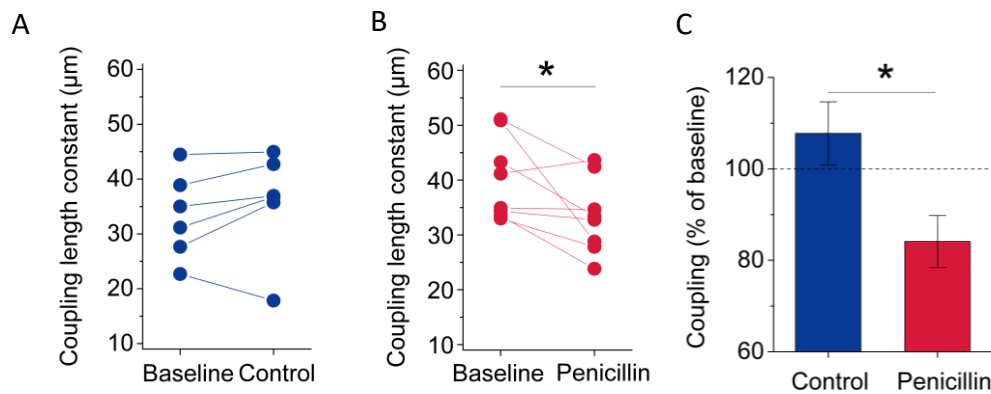 A
Coupling length constant (µm)
60
50
40
30
20
10
Baseline
Control
B
Coupling length constant (µm)
60
50
40
30
20
10
*
Baseline
Penicillin
C
Coupling (% of baseline)
120
100
80
60
*
Control
Penicillin